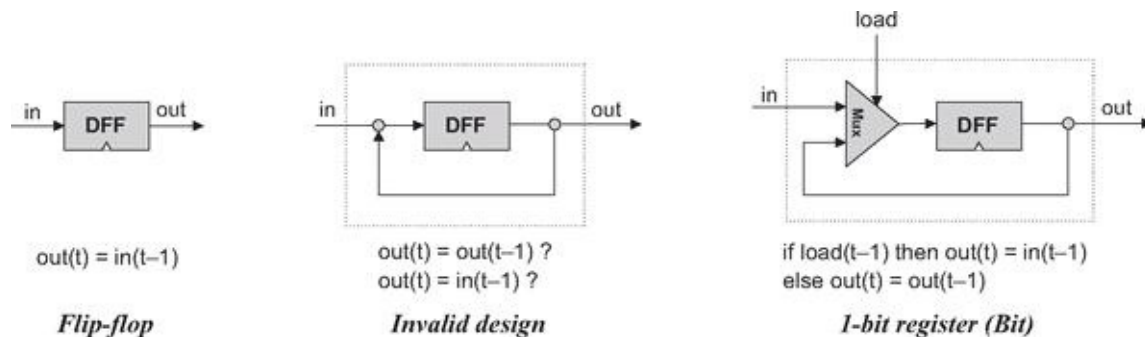 in
DFF
out
out(t) = in(t–1)
Flip-flop
in
DFF
out
out(t) = out(t–1) ?
out(t) = in(t–1) ?
Invalid design
load
in
Mux
DFF
out
if load(t–1) then out(t) = in(t–1)
else out(t) = out(t–1)
1-bit register (Bit)